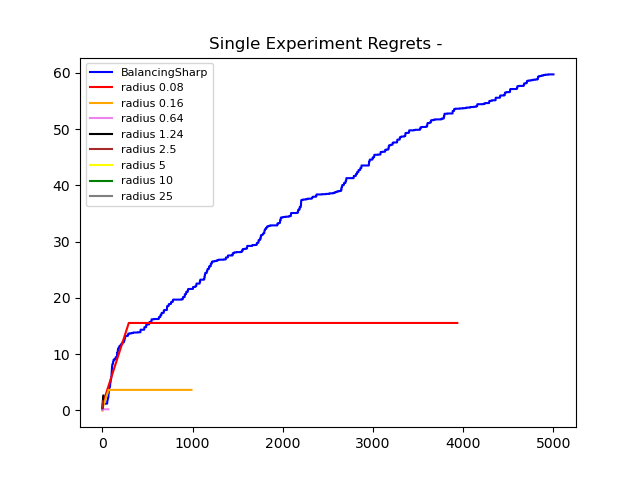 Single Experiment Regrets -
BalancingSharp
radius 0.08
radius 0.16
radius 0.64
radius 1.24
radius 2.5
radius 5
radius 10
radius 25
60
50
40
30
20
10
0
0 1000 2000 3000 4000 5000